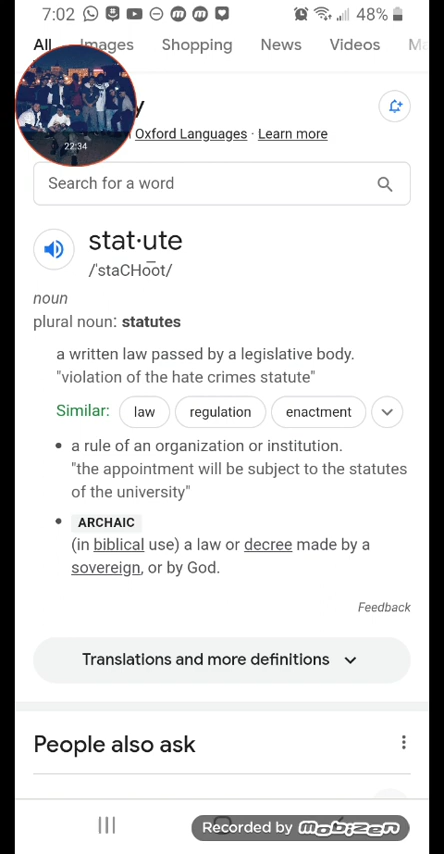 7:02 48%
All Images Shopping News Videos
y
22:34
Oxford Languages · Learn more
Search for a word
stat·ute
/ˈstaCHo͞ot/
noun
plural noun: statutes
a written law passed by a legislative body.
"violation of the hate crimes statute"
Similar: law regulation enactment
• a rule of an organization or institution.
"the appointment will be subject to the statutes
of the university"
• ARCHAIC
(in biblical use) a law or decree made by a
sovereign, or by God.
Feedback
Translations and more definitions
People also ask
Recorded by mobizen